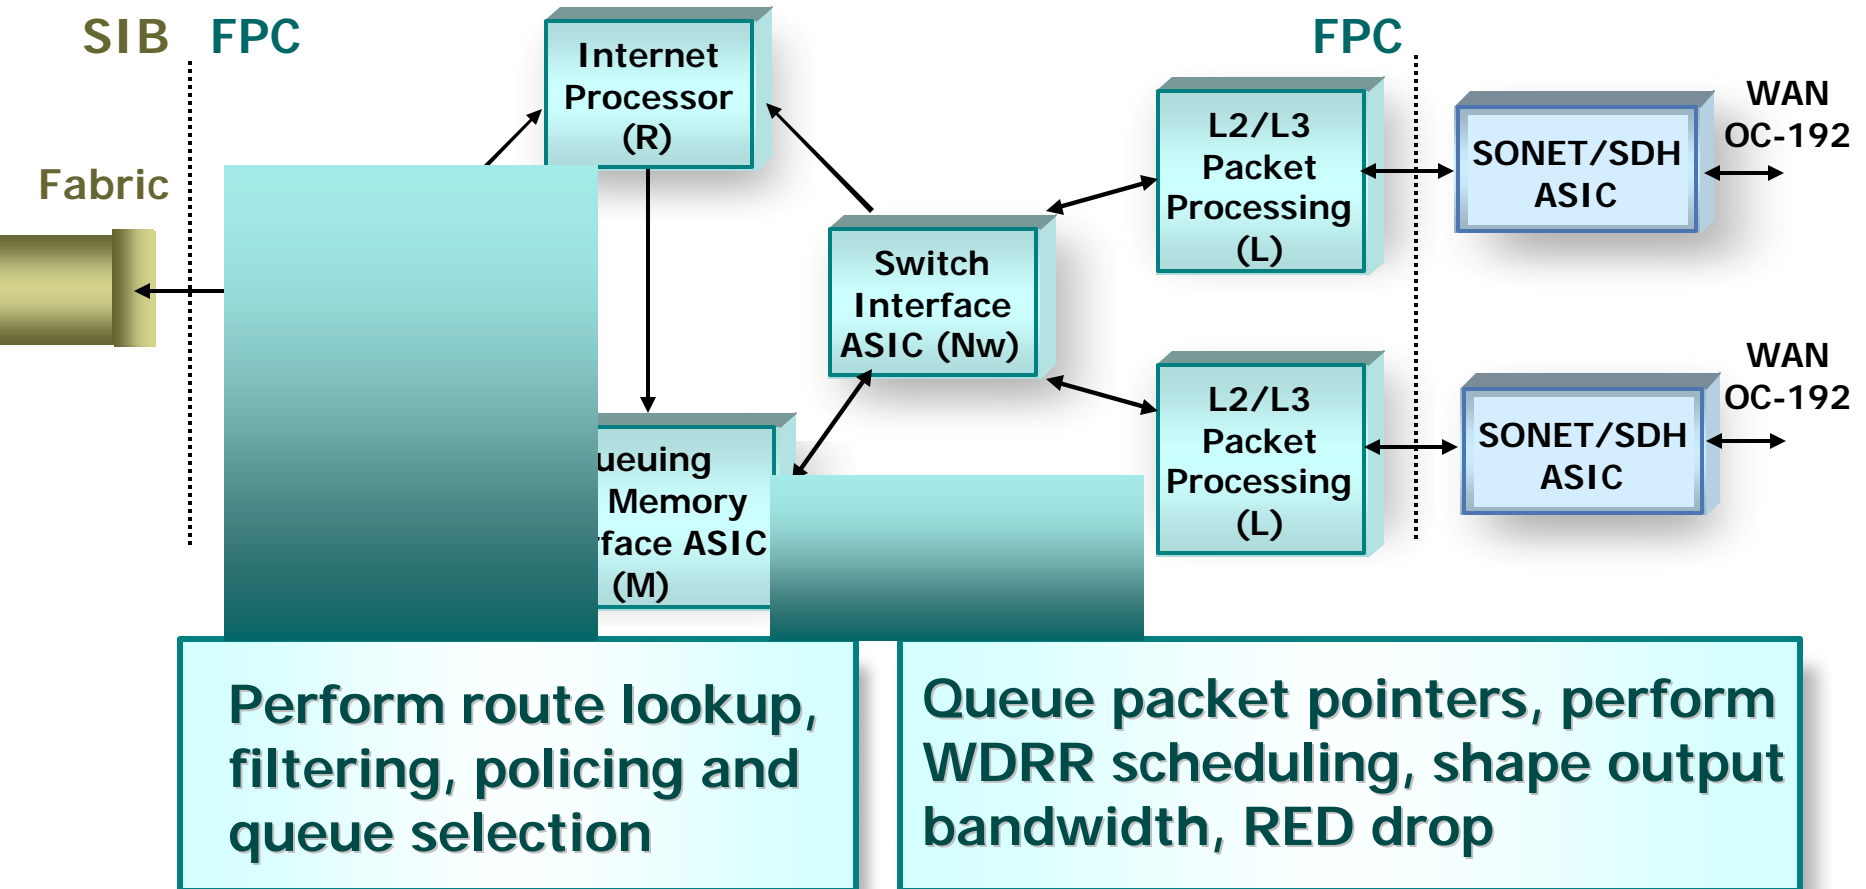 SIB FPC
FPC
Internet
Processor
(R)
WAN
OC-192
L2/L3
Packet
Processing
(L)
SONET/SDH
ASIC
Fabric
Switch
Interface
ASIC (Nw)
WAN
OC-192
L2/L3
Packet
Processing
(L)
SONET/SDH
ASIC
ueuing
Memory
rface ASIC
(M)
Perform route lookup,
filtering, policing and
queue selection
Queue packet pointers, perform
WDRR scheduling, shape output
bandwidth, RED drop